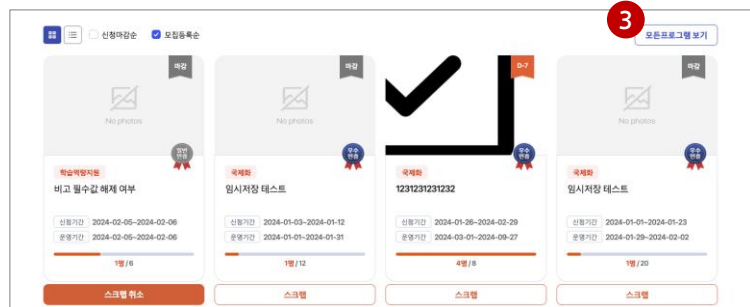 3
신청마감순 모집등록순 모든프로그램 보기
마감 마감 D-7 마감
No photos No photos No photos
일반 인증 우수 인증 우수 인증 우수 인증
학습역량지원 국제화 국제화 국제화
비고 필수값 해제 여부 임시저장 테스트 1231231231232 임시저장 테스트
신청기간 2024-02-05~2024-02-06 신청기간 2024-01-03~2024-01-12 신청기간 2024-01-26~2024-02-29 신청기간 2024-01-01~2024-01-23
운영기간 2024-02-05~2024-02-06 운영기간 2024-01-01~2024-01-31 운영기간 2024-03-01~2024-09-27 운영기간 2024-01-29~2024-02-02
1명/6 1명/12 4명/8 1명/20
스크랩 취소 스크랩 스크랩 스크랩